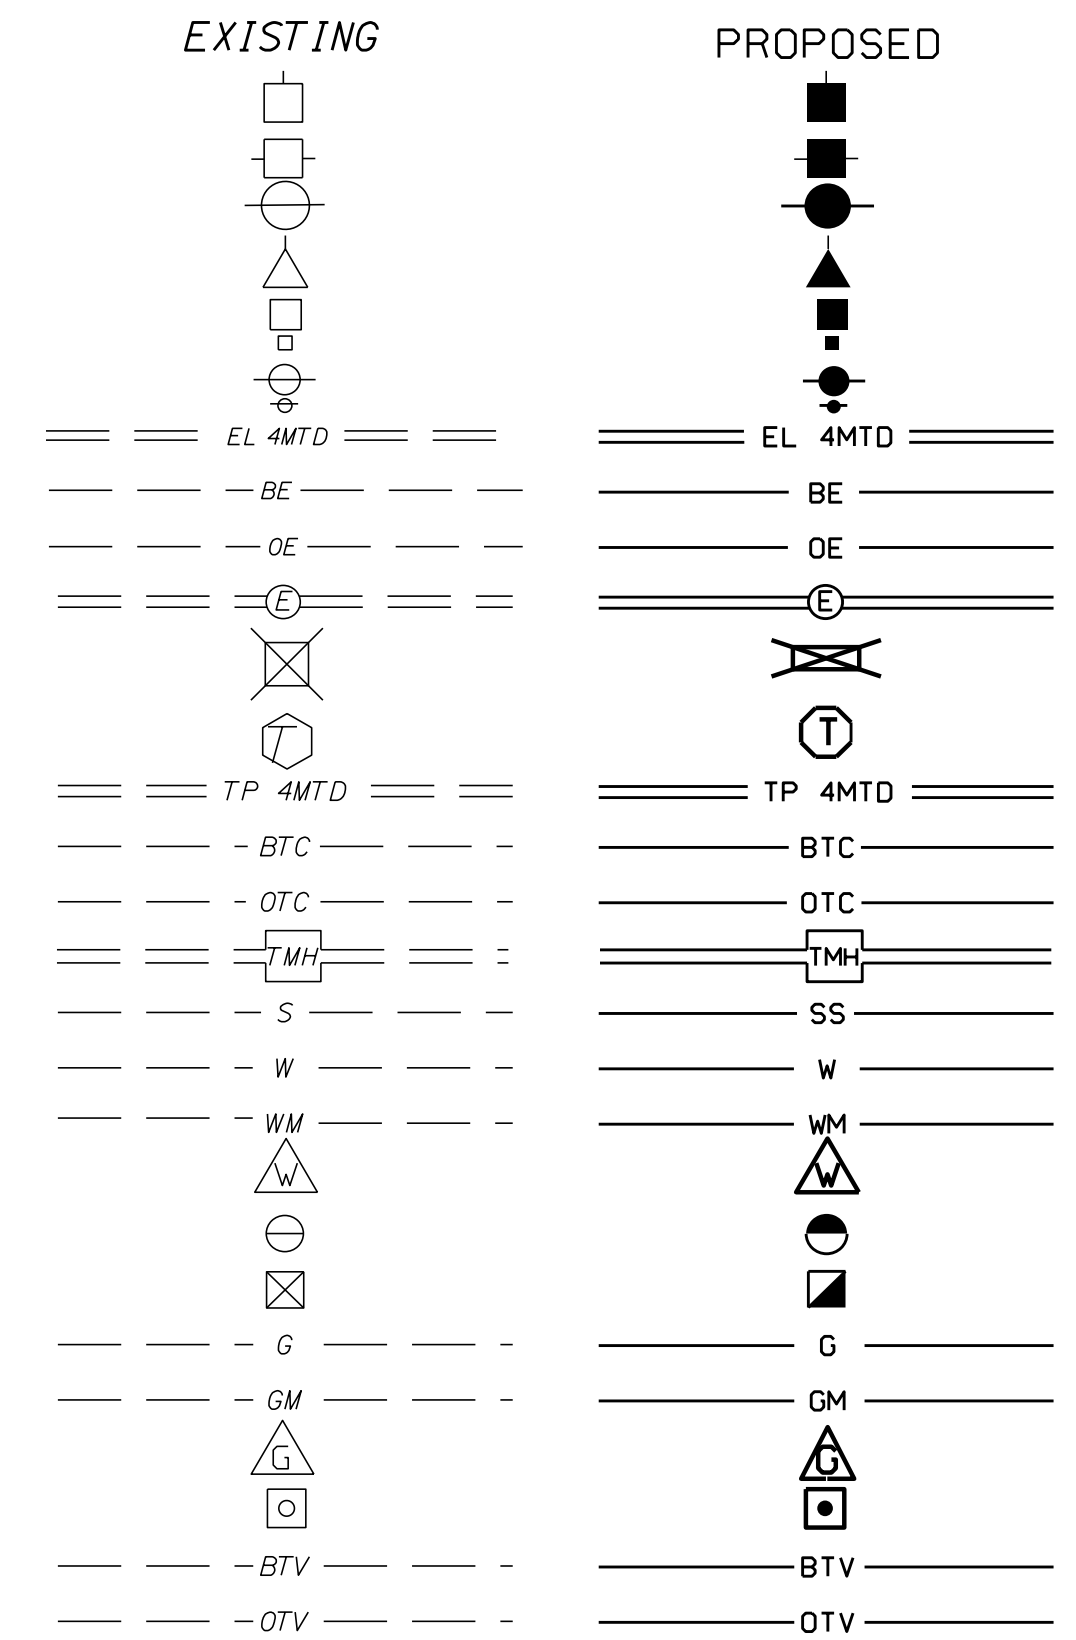 EXISTING PROPOSED
EL 4MTD EL 4MTD
BE BE
OE OE
E E
T T
TP 4MTD TP 4MTD
BTC BTC
OTC OTC
TMH TMH
S SS
W W
WM WM
W W
G G
GM GM
G G
BTV BTV
OTV OTV